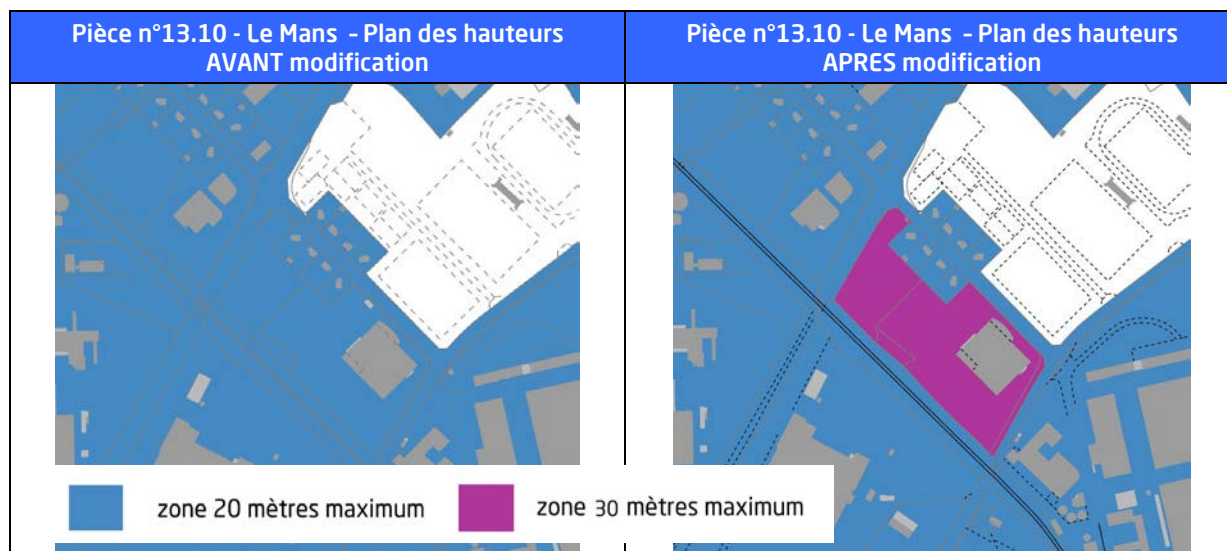 Pièce n°13.10 - Le Mans - Plan des hauteurs
AVANT modification
Pièce n°13.10 - Le Mans - Plan des hauteurs
APRES modification
zone 20 mètres maximum
zone 30 mètres maximum